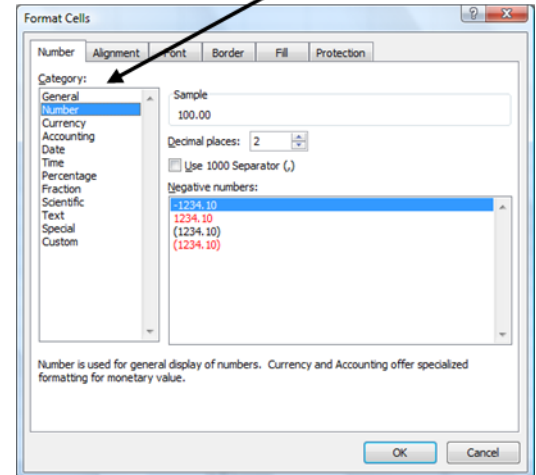 Format Cells
Number Alignment Font Border Fill Protection
Category:
General
Number
Currency
Accounting
Date
Time
Percentage
Fraction
Scientific
Text
Special
Custom
Sample
100.00
Decimal places: 2
Use 1000 Separator (,)
Negative numbers:
-1234.10
1234.10
(1234.10)
(1234.10)
Number is used for general display of numbers. Currency and Accounting offer specialized
formatting for monetary value.
OK Cancel